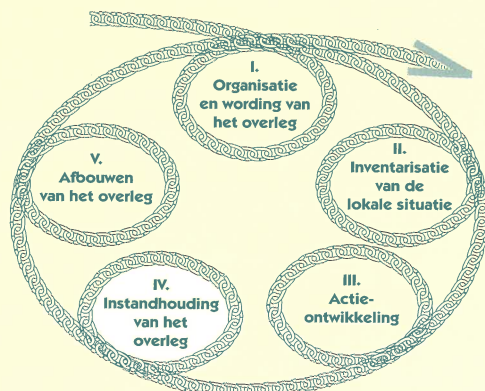 I.
Organisatie
en wording van
het overleg
II.
Inventarisatie
van de
lokale situatie
III.
Actie-
ontwikkeling
IV.
Instandhouding
van het
overleg
V.
Afbouwen
van het overleg